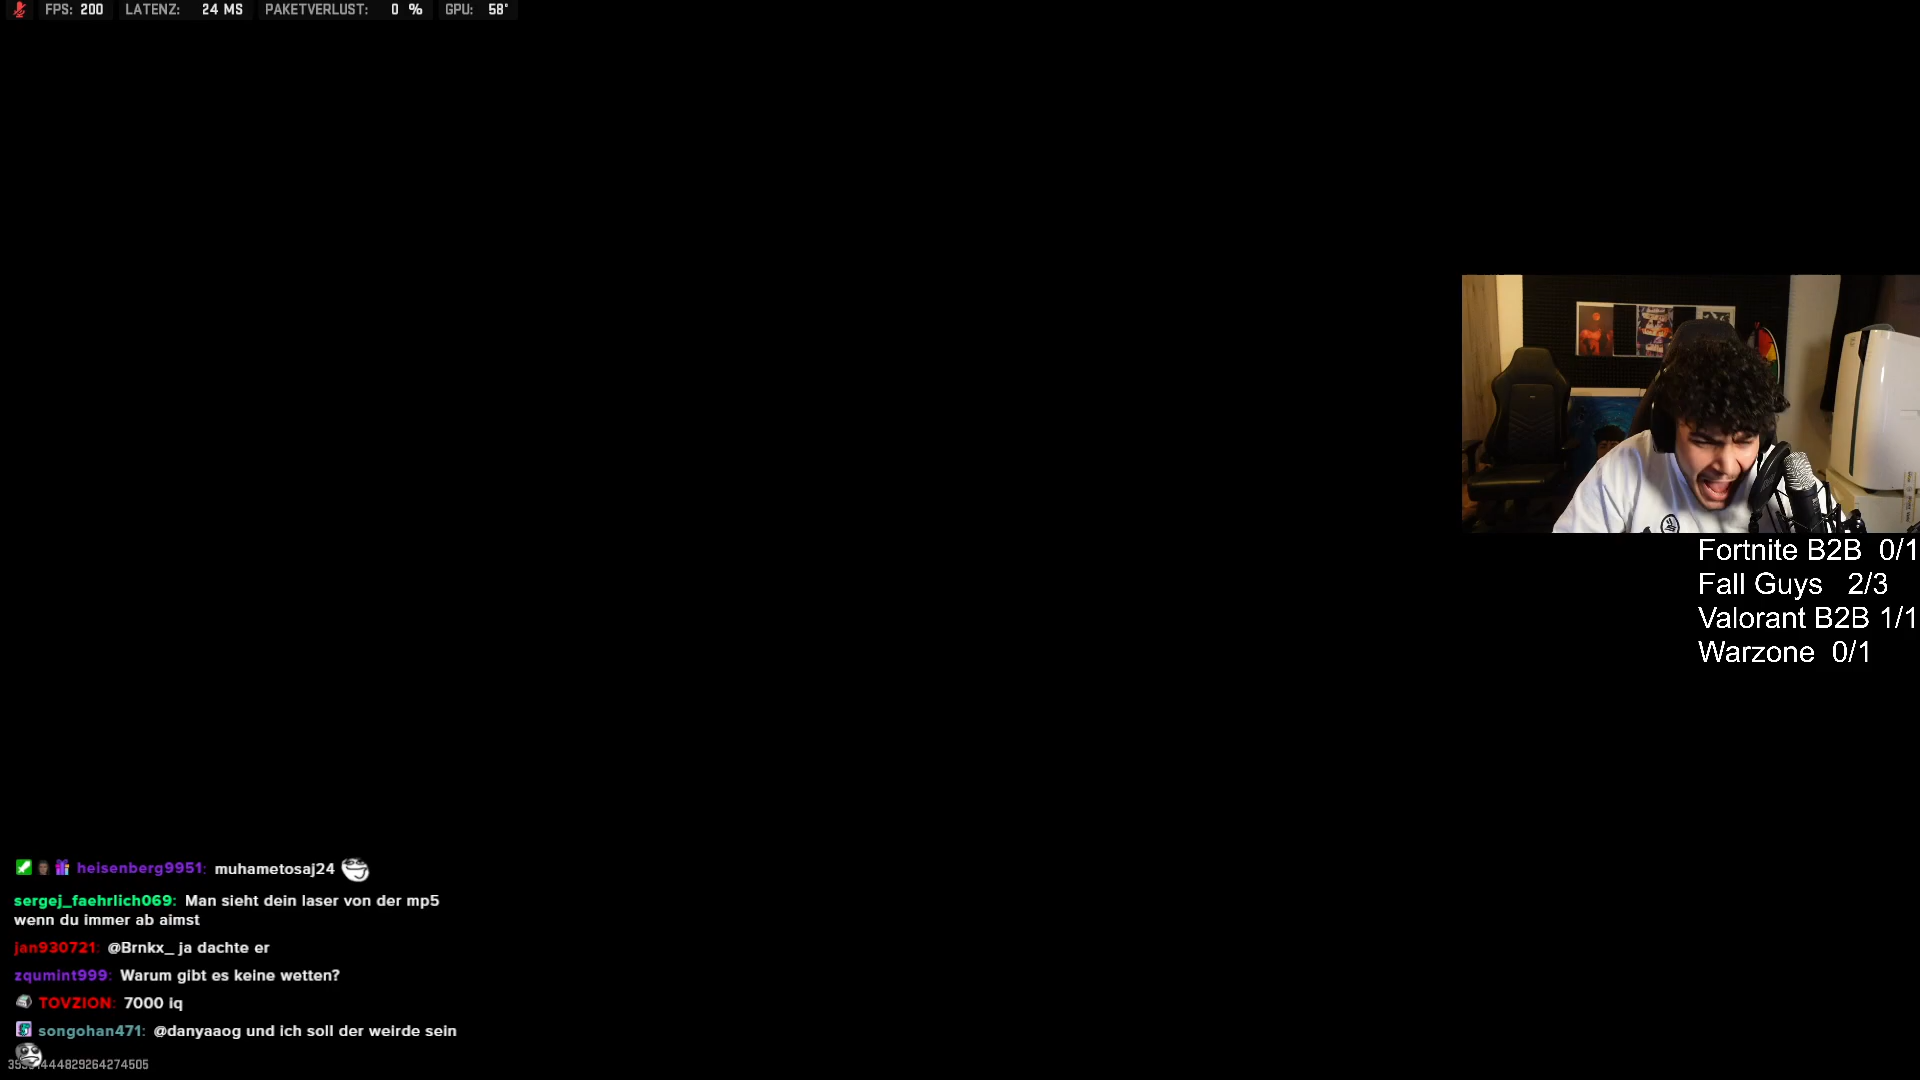 FPS: 200 LATENZ: 24 MS PAKETVERLUST: 0 % GPU: 58°
Fortnite B2B 0/1
Fall Guys 2/3
Valorant B2B 1/1
Warzone 0/1
heisenberg9951: muhametosaj24
sergej_faehrlich069: Man sieht dein laser von der mp5
wenn du immer ab aimst
jan930721: @Brnkx_ ja dachte er
zqumint999: Warum gibt es keine wetten?
TOVZION: 7000 iq
songohan471: @danyaaog und ich soll der weirde sein